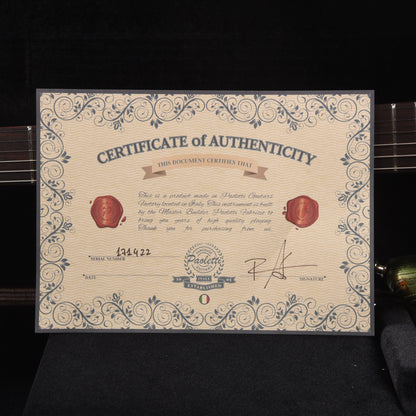 CERTIFICATE of AUTHENTICITY
THIS DOCUMENT CERTIFIES THAT
This is a product made in Paoletti Guitars
Factory located in Italy. This instrument is built
by the Master Builder Paoletti Fabrizio to
bring you years of high quality playing.
Thank you for purchasing from us.
171422
SERIAL NUMBER
Paoletti
DATE
ESTABLISHED
SIGNATURE